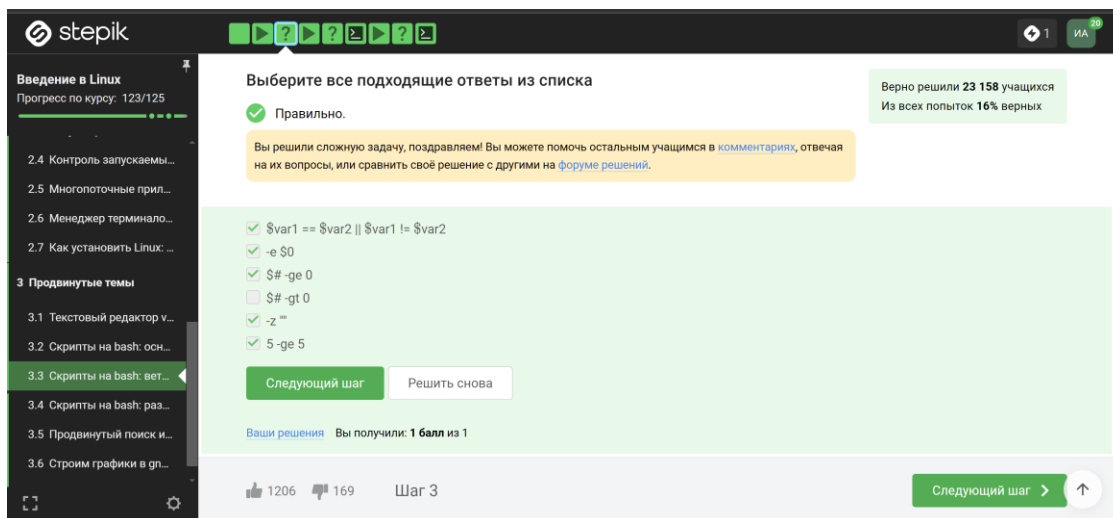 stepik
1
ИА
20
Введение в Linux
Прогресс по курсу: 123/125
2.4 Контроль запускаемы...
2.5 Многопоточные прил...
2.6 Менеджер терминало...
2.7 Как установить Linux: ...
3 Продвинутые темы
3.1 Текстовый редактор v...
3.2 Скрипты на bash: осн...
3.3 Скрипты на bash: вет...
3.4 Скрипты на bash: раз...
3.5 Продвинутый поиск и...
3.6 Строим графики в gn...
Выберите все подходящие ответы из списка
Правильно.
Верно решили 23 158 учащихся
Из всех попыток 16% верных
Вы решили сложную задачу, поздравляем! Вы можете помочь остальным учащимся в комментариях, отвечая
на их вопросы, или сравнить своё решение с другими на форуме решений.
$var1 == $var2 || $var1 != $var2
-e $0
$# -ge 0
$# -gt 0
-z ""
5 -ge 5
Следующий шаг
Решить снова
Ваши решения Вы получили: 1 балл из 1
1206 169 Шаг 3
Следующий шаг